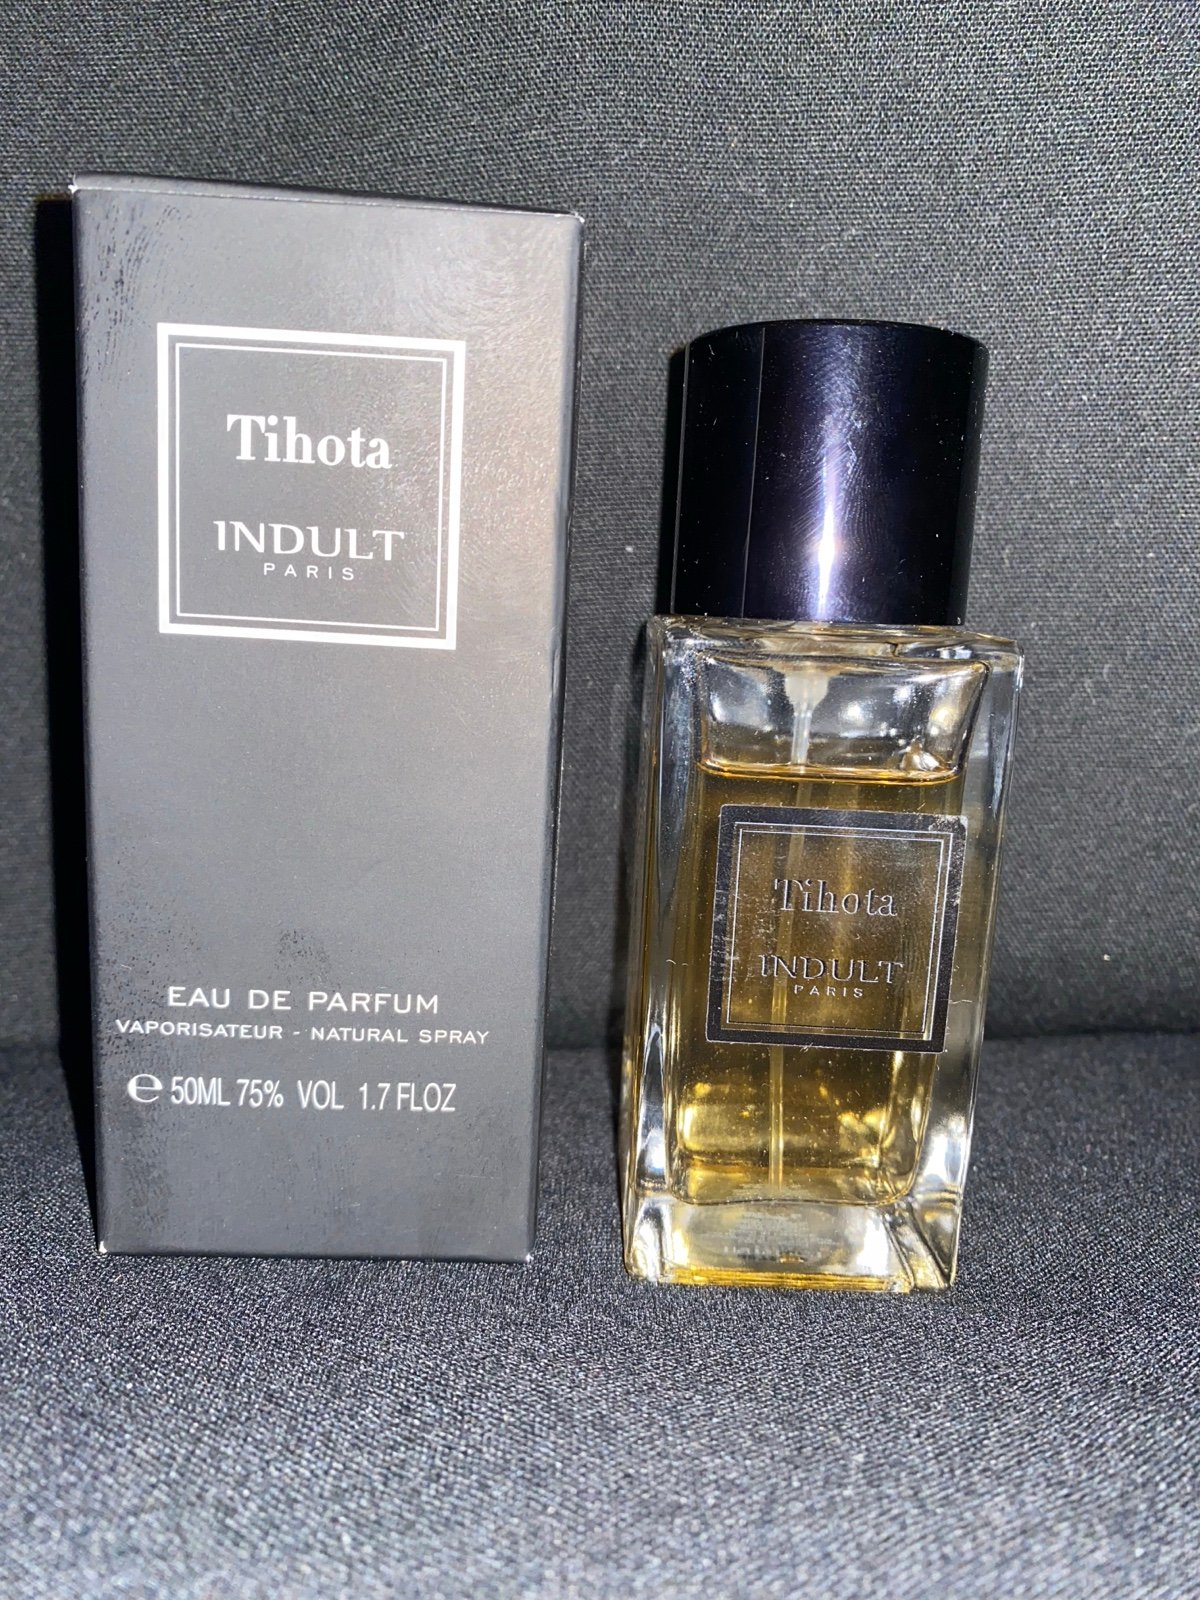 Tihota
INDULT
PARIS
EAU DE PARFUM
VAPORISATEUR - NATURAL SPRAY
℮ 50ML 75% VOL 1.7 FLOZ
Tihota
INDULT
PARIS